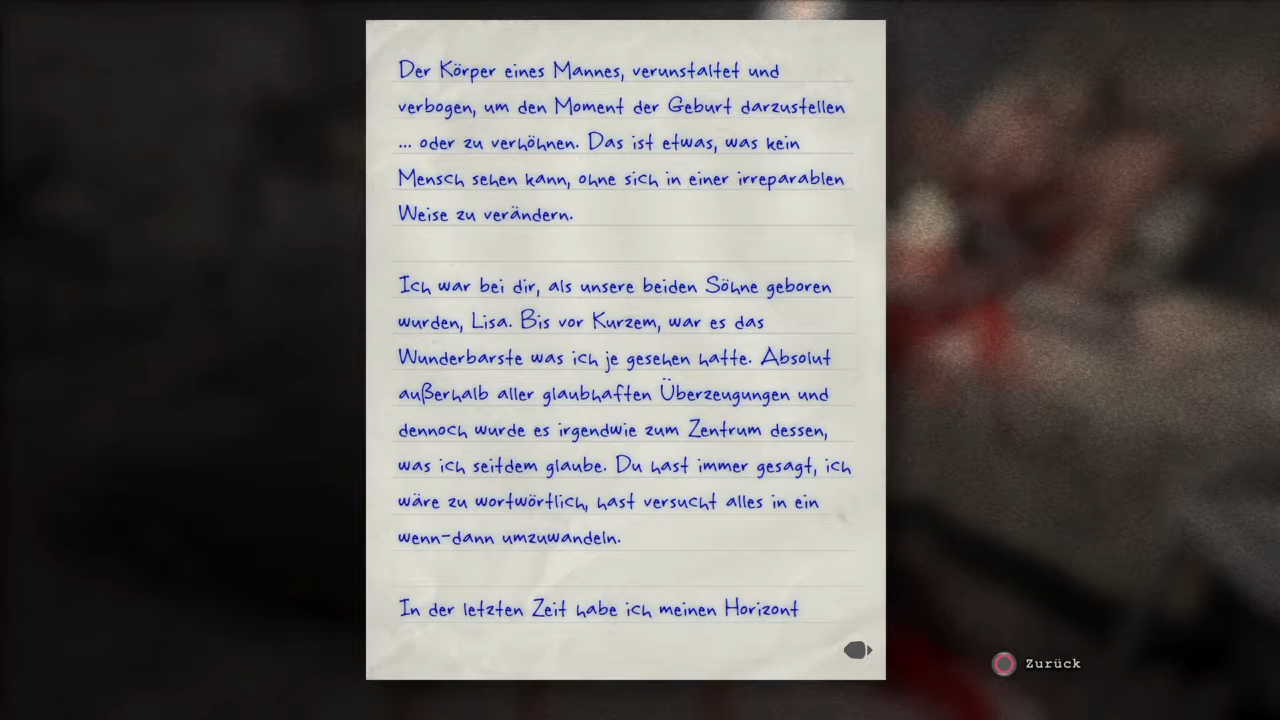 Der Körper eines Mannes, verunstaltet und
verbogen, um den Moment der Geburt darzustellen
... oder zu verhöhnen. Das ist etwas, was kein
Mensch sehen kann, ohne sich in einer irreparablen
Weise zu verändern.
Ich war bei dir, als unsere beiden Söhne geboren
wurden, Lisa. Bis vor Kurzem, war es das
Wunderbarste was ich je gesehen hatte. Absolut
außerhalb aller glaubhaften Überzeugungen und
dennoch wurde es irgendwie zum Zentrum dessen,
was ich seitdem glaube. Du hast immer gesagt, ich
wäre zu wortwörtlich, hast versucht alles in ein
wenn-dann umzuwandeln.
In der letzten Zeit habe ich meinen Horizont
Zurück